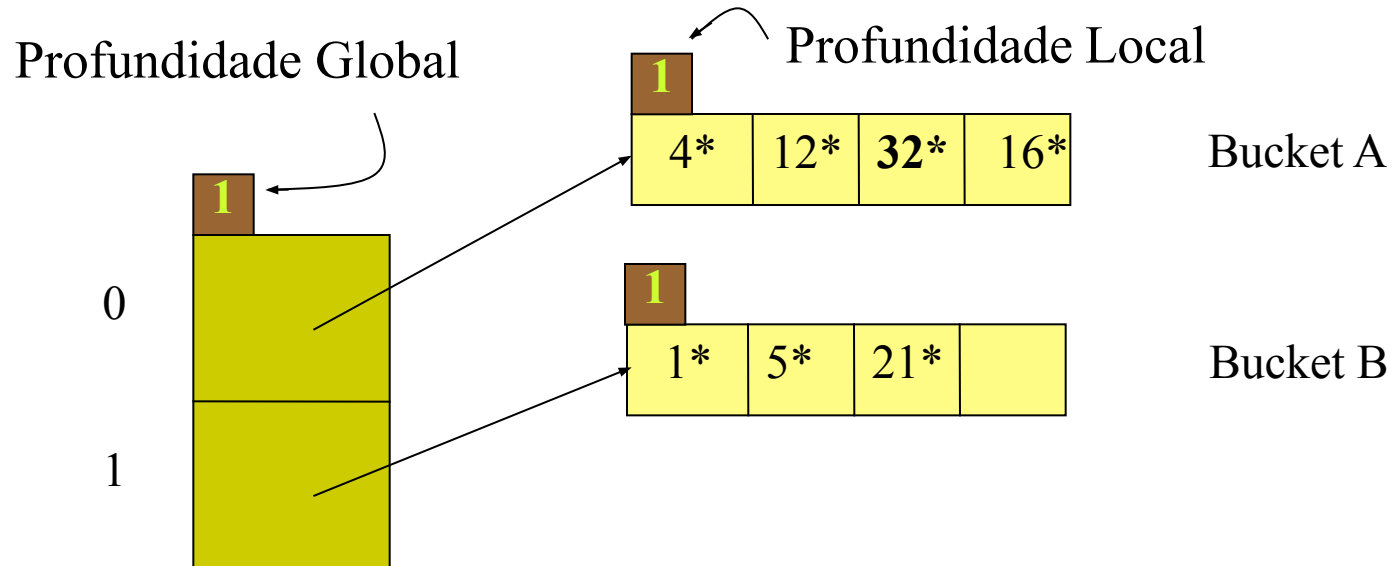 Profundidade Global
Profundidade Local
1
4* 12* 32* 16*
Bucket A
1
0
1
1* 5* 21*
Bucket B
1